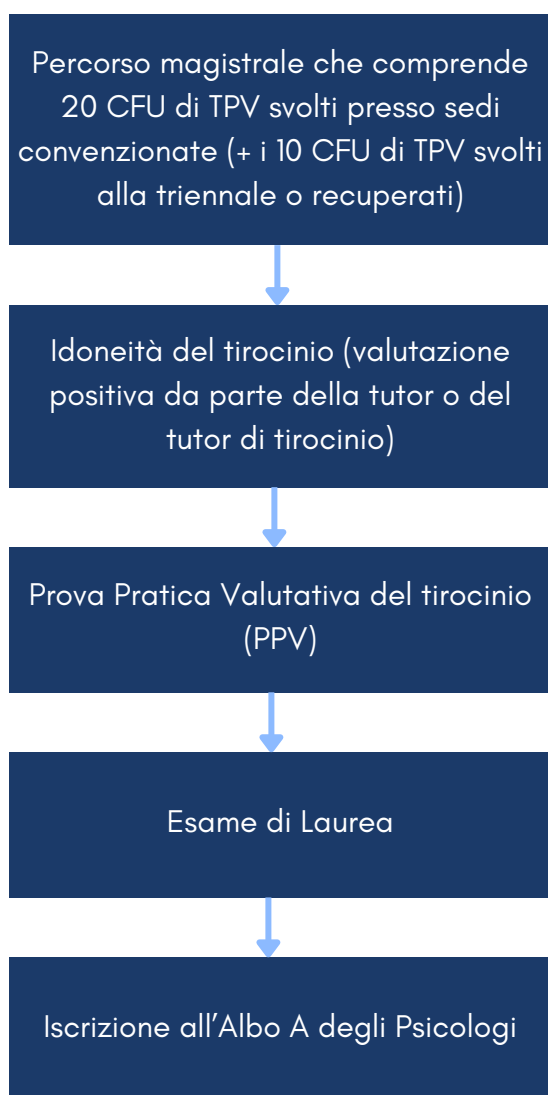 Percorso magistrale che comprende
20 CFU di TPV svolti presso sedi
convenzionate (+ i 10 CFU di TPV svolti
alla triennale o recuperati)
Idoneità del tirocinio (valutazione
positiva da parte della tutor o del
tutor di tirocinio)
Prova Pratica Valutativa del tirocinio
(PPV)
Esame di Laurea
Iscrizione all'Albo A degli Psicologi